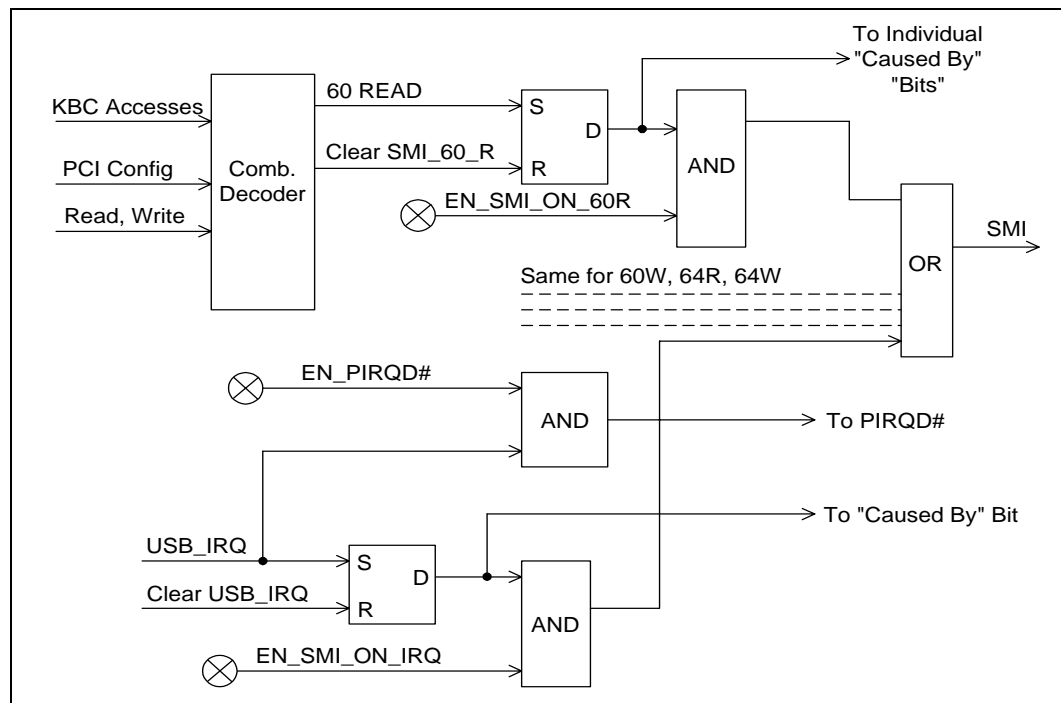 To Individual
"Caused By"
"Bits"
KBC Accesses
PCI Config
Read, Write
Comb.
Decoder
60 READ
Clear SMI_60_R
S
R
D
EN_SMI_ON_60R
AND
OR
SMI
Same for 60W, 64R, 64W
EN_PIRQD#
AND
To PIRQD#
To "Caused By" Bit
USB_IRQ
Clear USB_IRQ
S
R
D
EN_SMI_ON_IRQ
AND